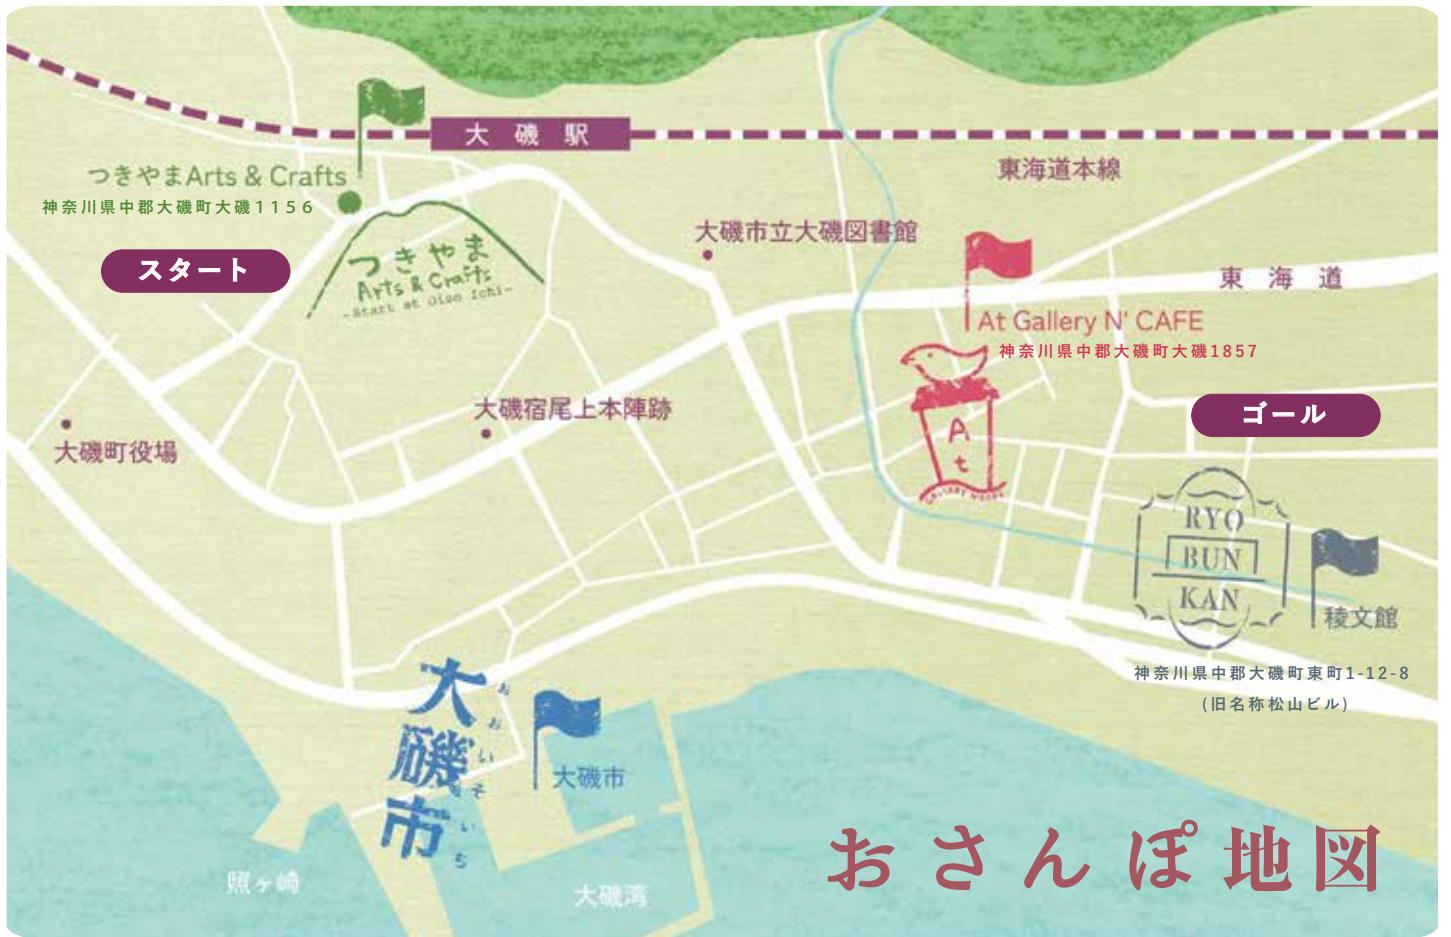 大磯駅
東海道本線
つきやまArts & Crafts
神奈川県中郡大磯町大磯1156
スタート
つきやま
Arts & Crafts
-Start at Oiso Ichi-
大磯市立大磯図書館
東海道
At Gallery N' CAFE
神奈川県中郡大磯町大磯1857
At
GALLERY N'CAFE
大磯宿尾上本陣跡
大磯町役場
ゴール
RYO
BUN
KAN
稜文館
神奈川県中郡大磯町東町1-12-8
(旧名称松山ビル)
大磯市
おおいそいち
大磯市
照ヶ崎
大磯湾
おさんぽ地図